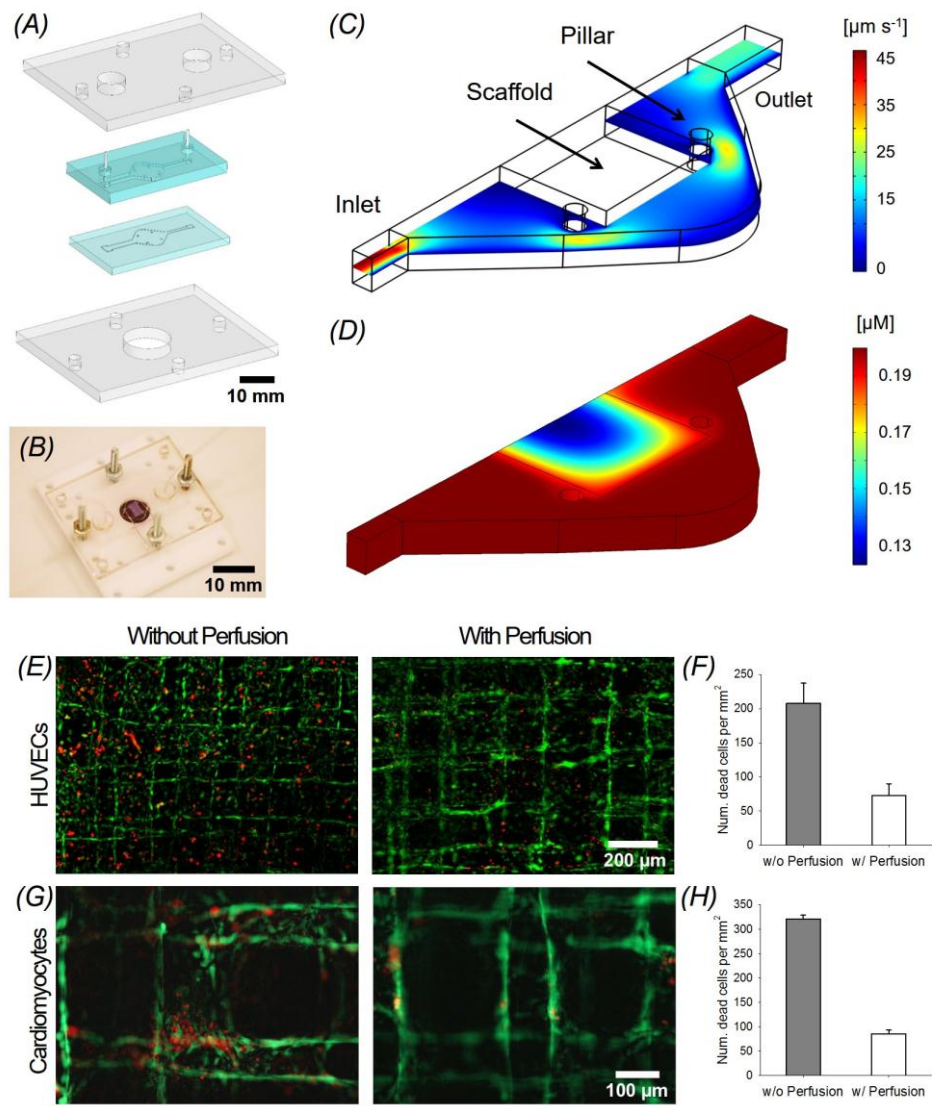 (A)
10 mm
(B)
10 mm
(C)
[µm s⁻¹]
Pillar
Scaffold
Outlet
Inlet
45
35
25
15
0
(D)
[µM]
0.19
0.17
0.15
0.13
Without Perfusion
With Perfusion
(E)
HUVECs
200 µm
(F)
Num. dead cells per mm²
250
200
150
100
50
0
w/o Perfusion
w/ Perfusion
(G)
Cardiomyocytes
100 µm
(H)
Num. dead cells per mm²
350
300
250
200
150
100
50
0
w/o Perfusion
w/ Perfusion